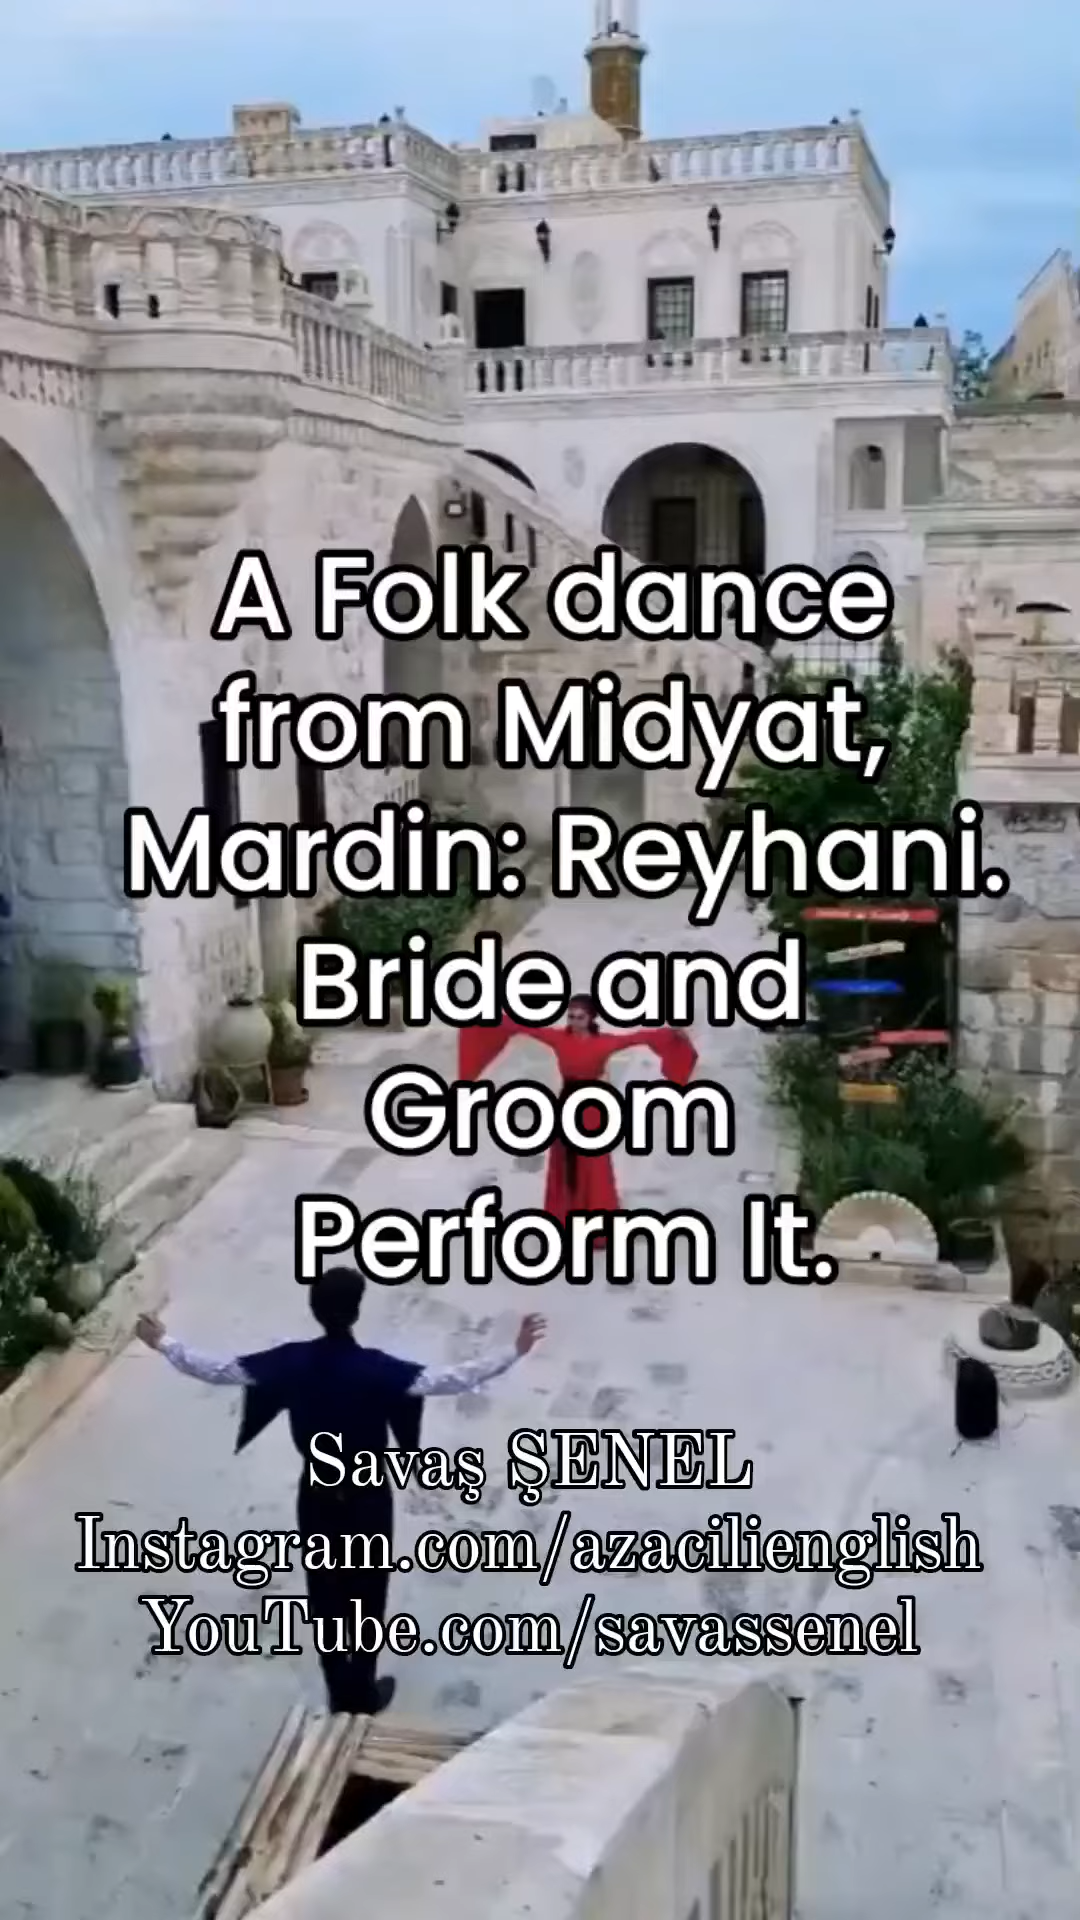 A Folk dance
from Midyat,
Mardin: Reyhani.
Bride and
Groom
Perform It.
Savaş ŞENEL
Instagram.com/azacilienglish
YouTube.com/savassenel